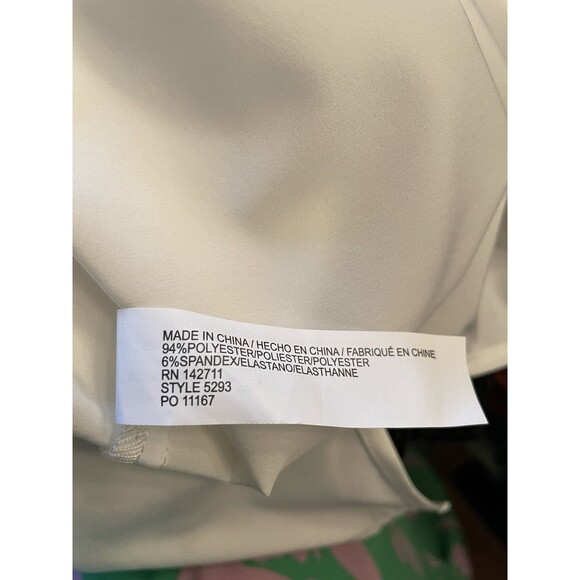 MADE IN CHINA / HECHO EN CHINA / FABRIQUÉ EN CHINE
94%POLYESTER/POLIESTER/POLYESTER
6%SPANDEX/ELASTANO/ELASTHANNE
RN 142711
STYLE 5293
PO 11167